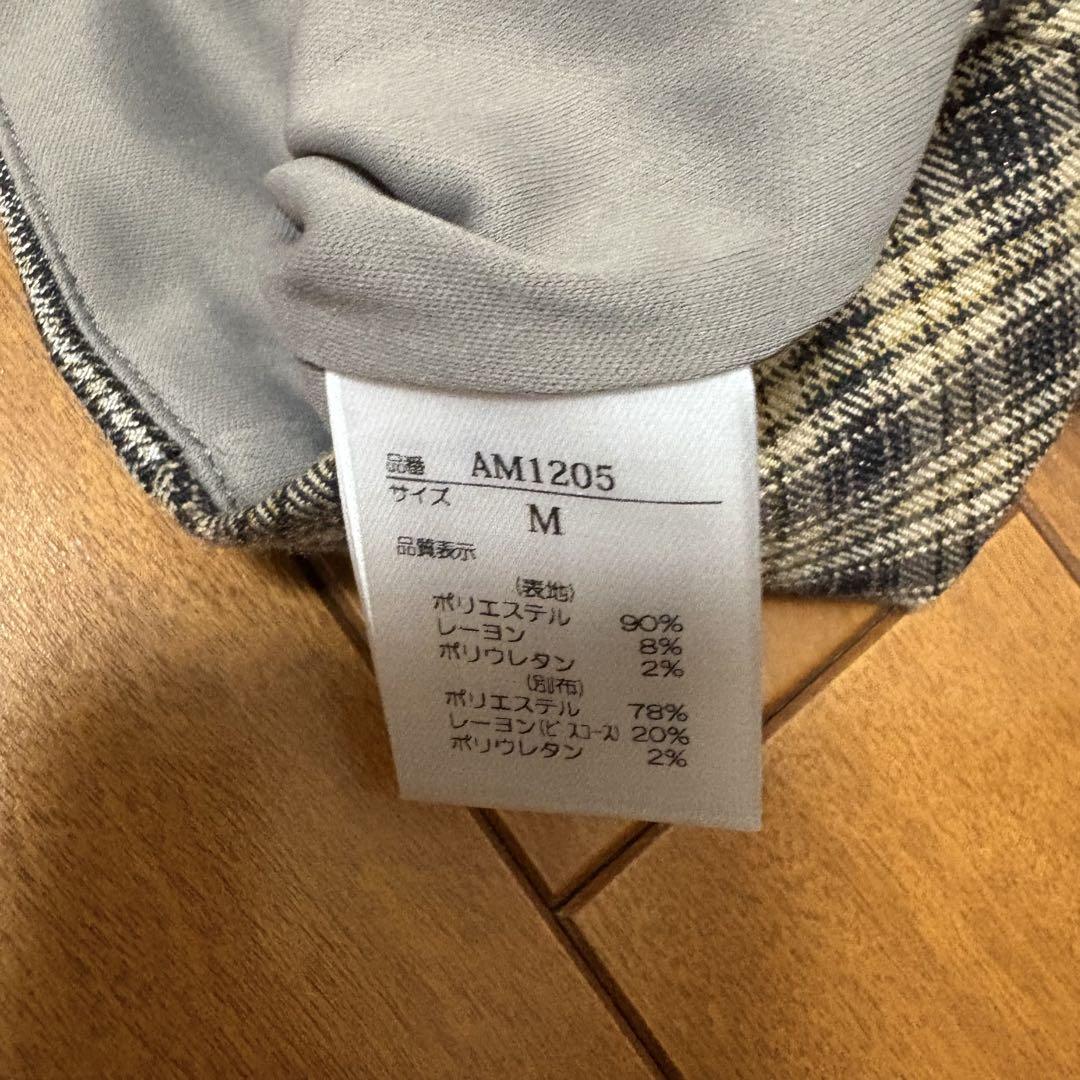 品番 AM1205
サイズ M
品質表示
(表地)
ポリエステル 90%
レーヨン 8%
ポリウレタン 2%
(別布)
ポリエステル 78%
レーヨン(ビスコース) 20%
ポリウレタン 2%